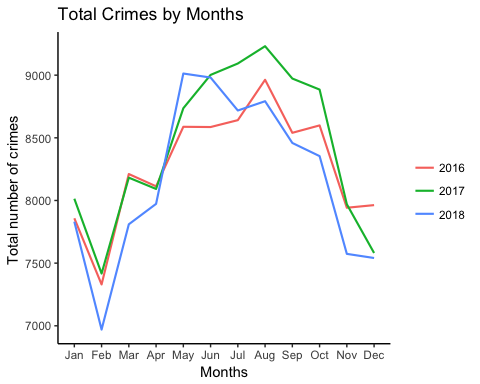 Total Crimes by Months
Total number of crimes
9000
8500
8000
7500
7000
Jan Feb Mar Apr May Jun Jul Aug Sep Oct Nov Dec
Months
2016
2017
2018